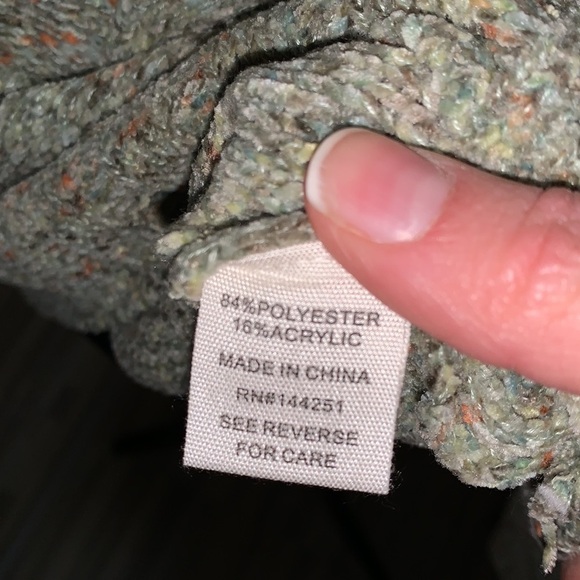 84%POLYESTER
16%ACRYLIC
MADE IN CHINA
RN#144251
SEE REVERSE
FOR CARE